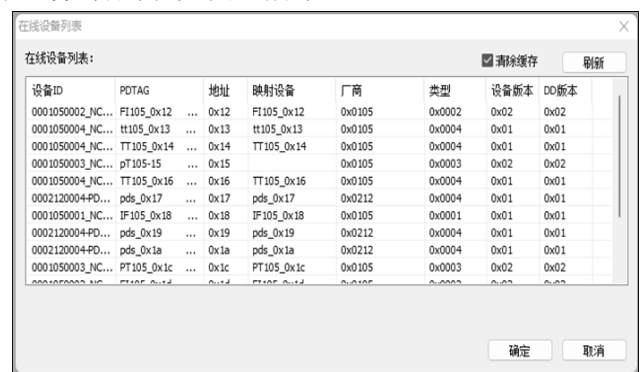 在线设备列表
在线设备列表：
清除缓存 刷新
设备ID PDTAG 地址 映射设备 厂商 类型 设备版本 DD版本
0001050002_NC... FI105_0x12 ... 0x12 FI105_0x12 0x0105 0x0002 0x02 0x02
0001050004_NC... tt105_0x13 ... 0x13 tt105_0x13 0x0105 0x0004 0x01 0x01
0001050004_NC... TT105_0x14 ... 0x14 TT105_0x14 0x0105 0x0004 0x01 0x01
0001050003_NC... pT105-15 ... 0x15 0x0105 0x0003 0x02 0x02
0001050004_NC... TT105_0x16 ... 0x16 TT105_0x16 0x0105 0x0004 0x01 0x01
0002120004-PD... pds_0x17 ... 0x17 pds_0x17 0x0212 0x0004 0x01 0x01
0001050001_NC... IF105_0x18 ... 0x18 IF105_0x18 0x0105 0x0001 0x01 0x01
0002120004-PD... pds_0x19 ... 0x19 pds_0x19 0x0212 0x0004 0x01 0x01
0002120004-PD... pds_0x1a ... 0x1a pds_0x1a 0x0212 0x0004 0x01 0x01
0001050003_NC... PT105_0x1c ... 0x1c PT105_0x1c 0x0105 0x0003 0x02 0x02
确定 取消